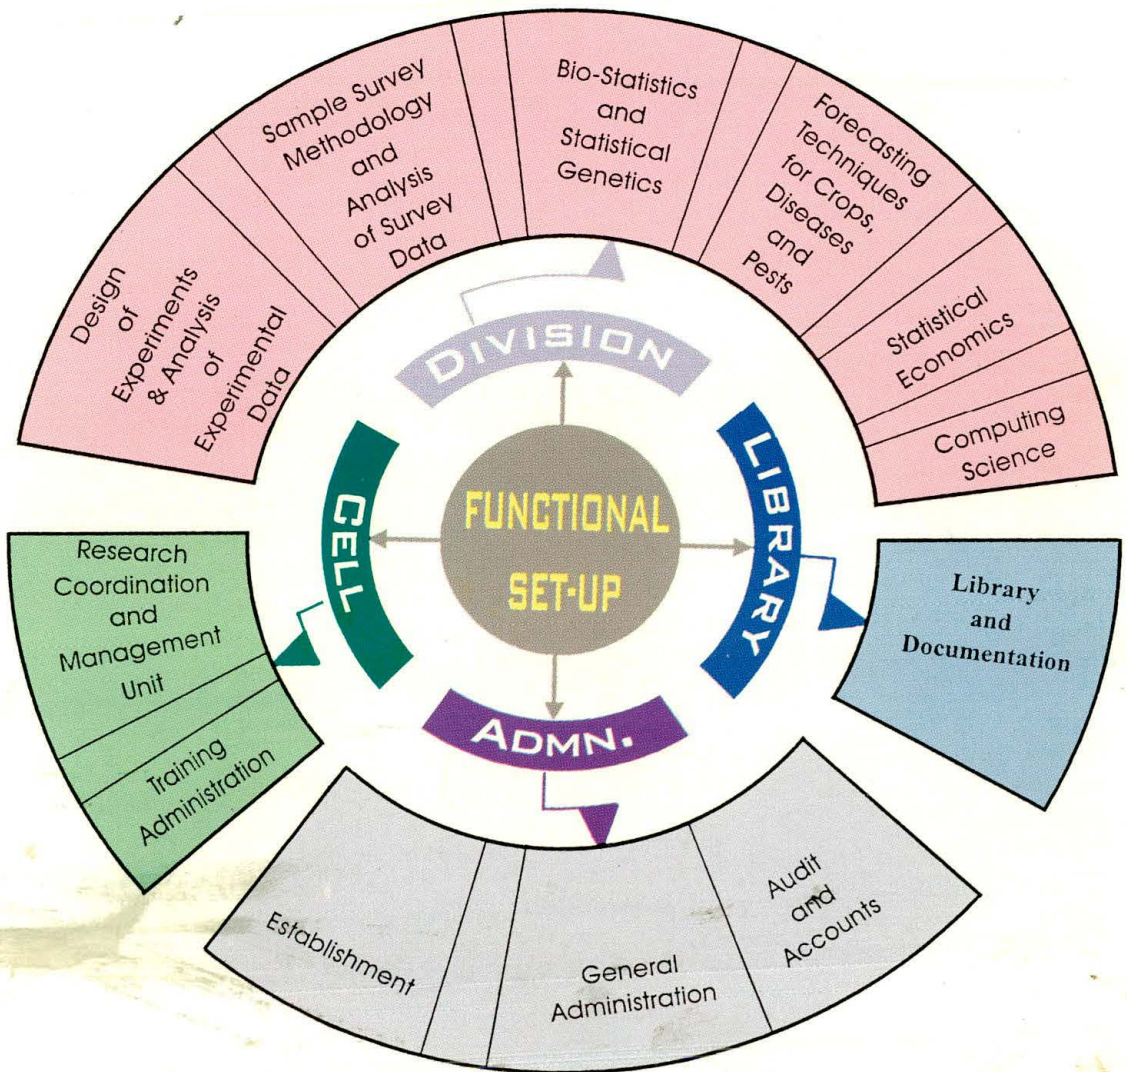 Design
of
Experiments
& Analysis
of
Experimental
Data
Sample Survey
Methodology
and
Analysis
of Survey
Data
Bio-Statistics
and
Statistical
Genetics
Forecasting
Techniques
for Crops,
Diseases
and
Pests
Statistical
Economics
Computing
Science
DIVISION
CELL
LIBRARY
ADMN.
FUNCTIONAL
SET-UP
Research
Coordination
and
Management
Unit
Training
Administration
Library
and
Documentation
Establishment
General
Administration
Audit
and
Accounts